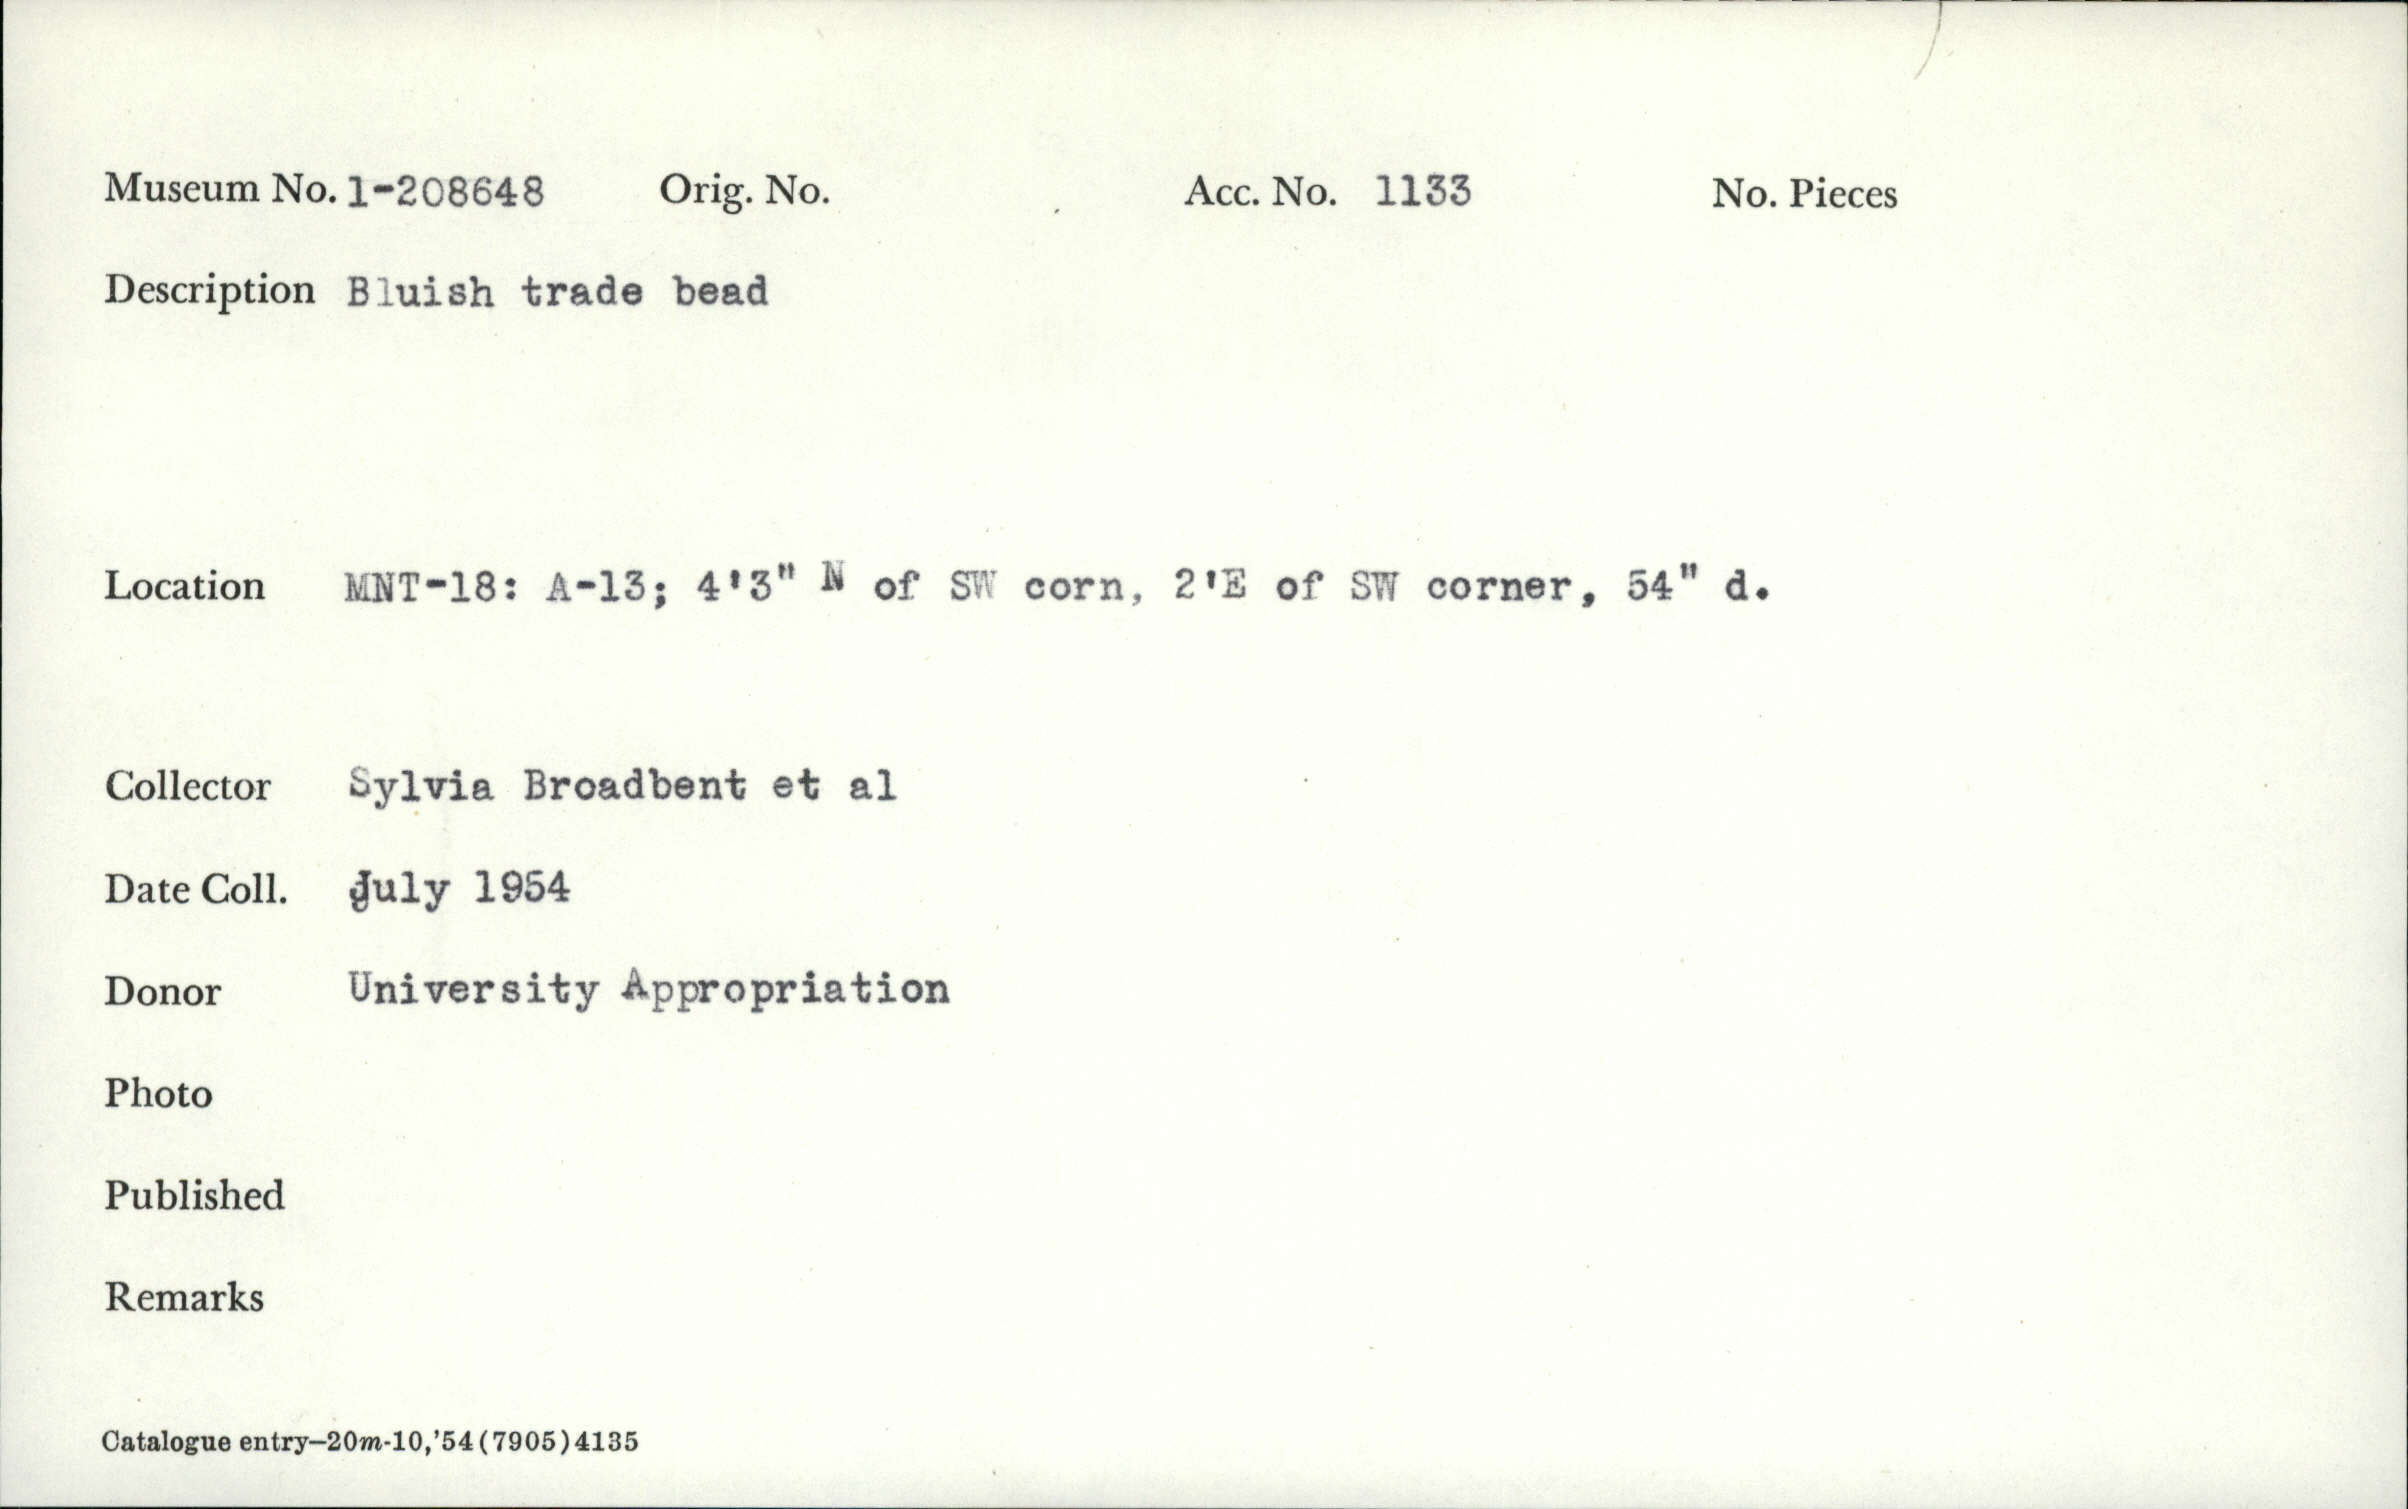 Museum No. 1-208648 Orig. No. Acc. No. 1133 No. Pieces
Description Bluish trade bead
Location MNT-18: A-13; 4'3" N of SW corn, 2'E of SW corner, 54" d.
Collector Sylvia Broadbent et al
Date Coll. July 1954
Donor University Appropriation
Photo
Published
Remarks
Catalogue entry—20m-10,'54(7905)4135